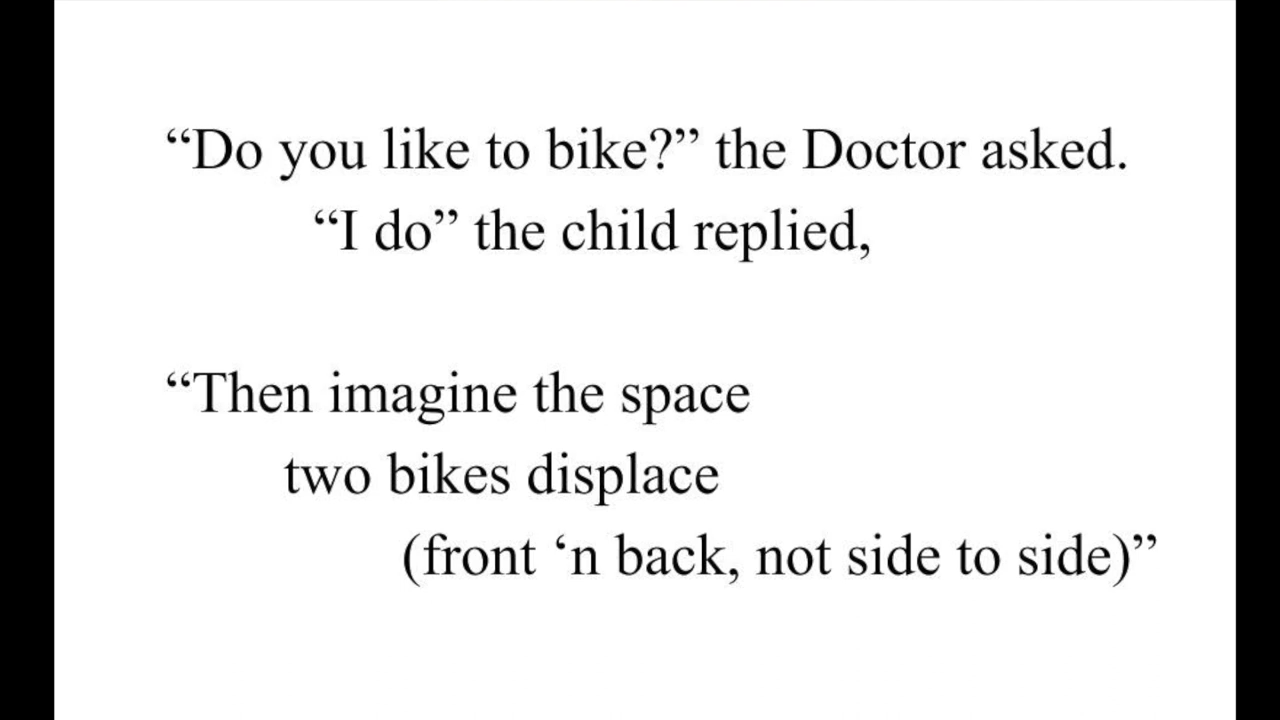 “Do you like to bike?” the Doctor asked.
“I do” the child replied,
“Then imagine the space
two bikes displace
(front ‘n back, not side to side)”